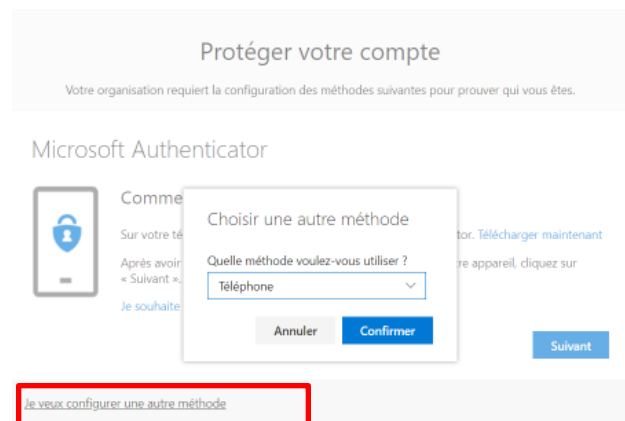 Protéger votre compte
Votre organisation requiert la configuration des méthodes suivantes pour prouver qui vous êtes.
Microsoft Authenticator
Comme
Sur votre té
tor. Télécharger maintenant
Après avoir
re appareil, cliquez sur
« Suivant ».
Je souhaite
Choisir une autre méthode
Quelle méthode voulez-vous utiliser ?
Téléphone
Annuler
Confirmer
Suivant
Je veux configurer une autre méthode